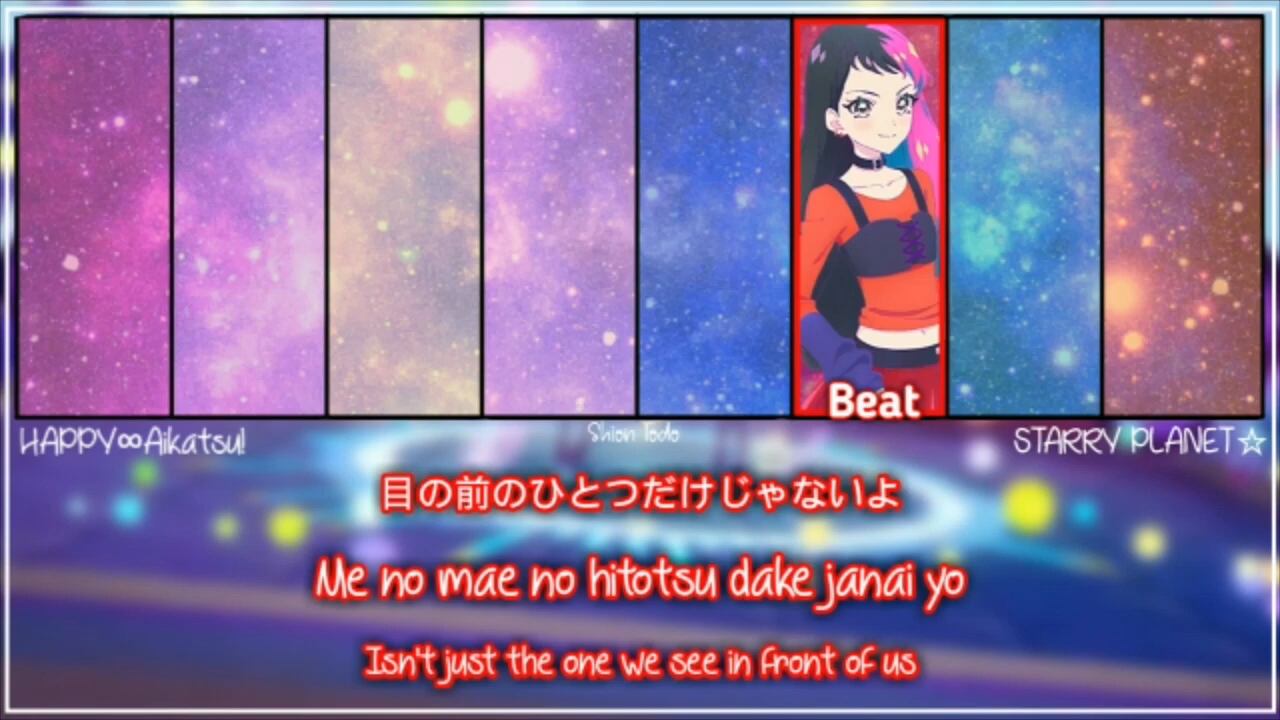 Beat
HAPPY∞Aikatsu!
Shion Todo
STARRY PLANET☆
目の前のひとつだけじゃないよ
Me no mae no hitotsu dake janai yo
Isn't just the one we see in front of us